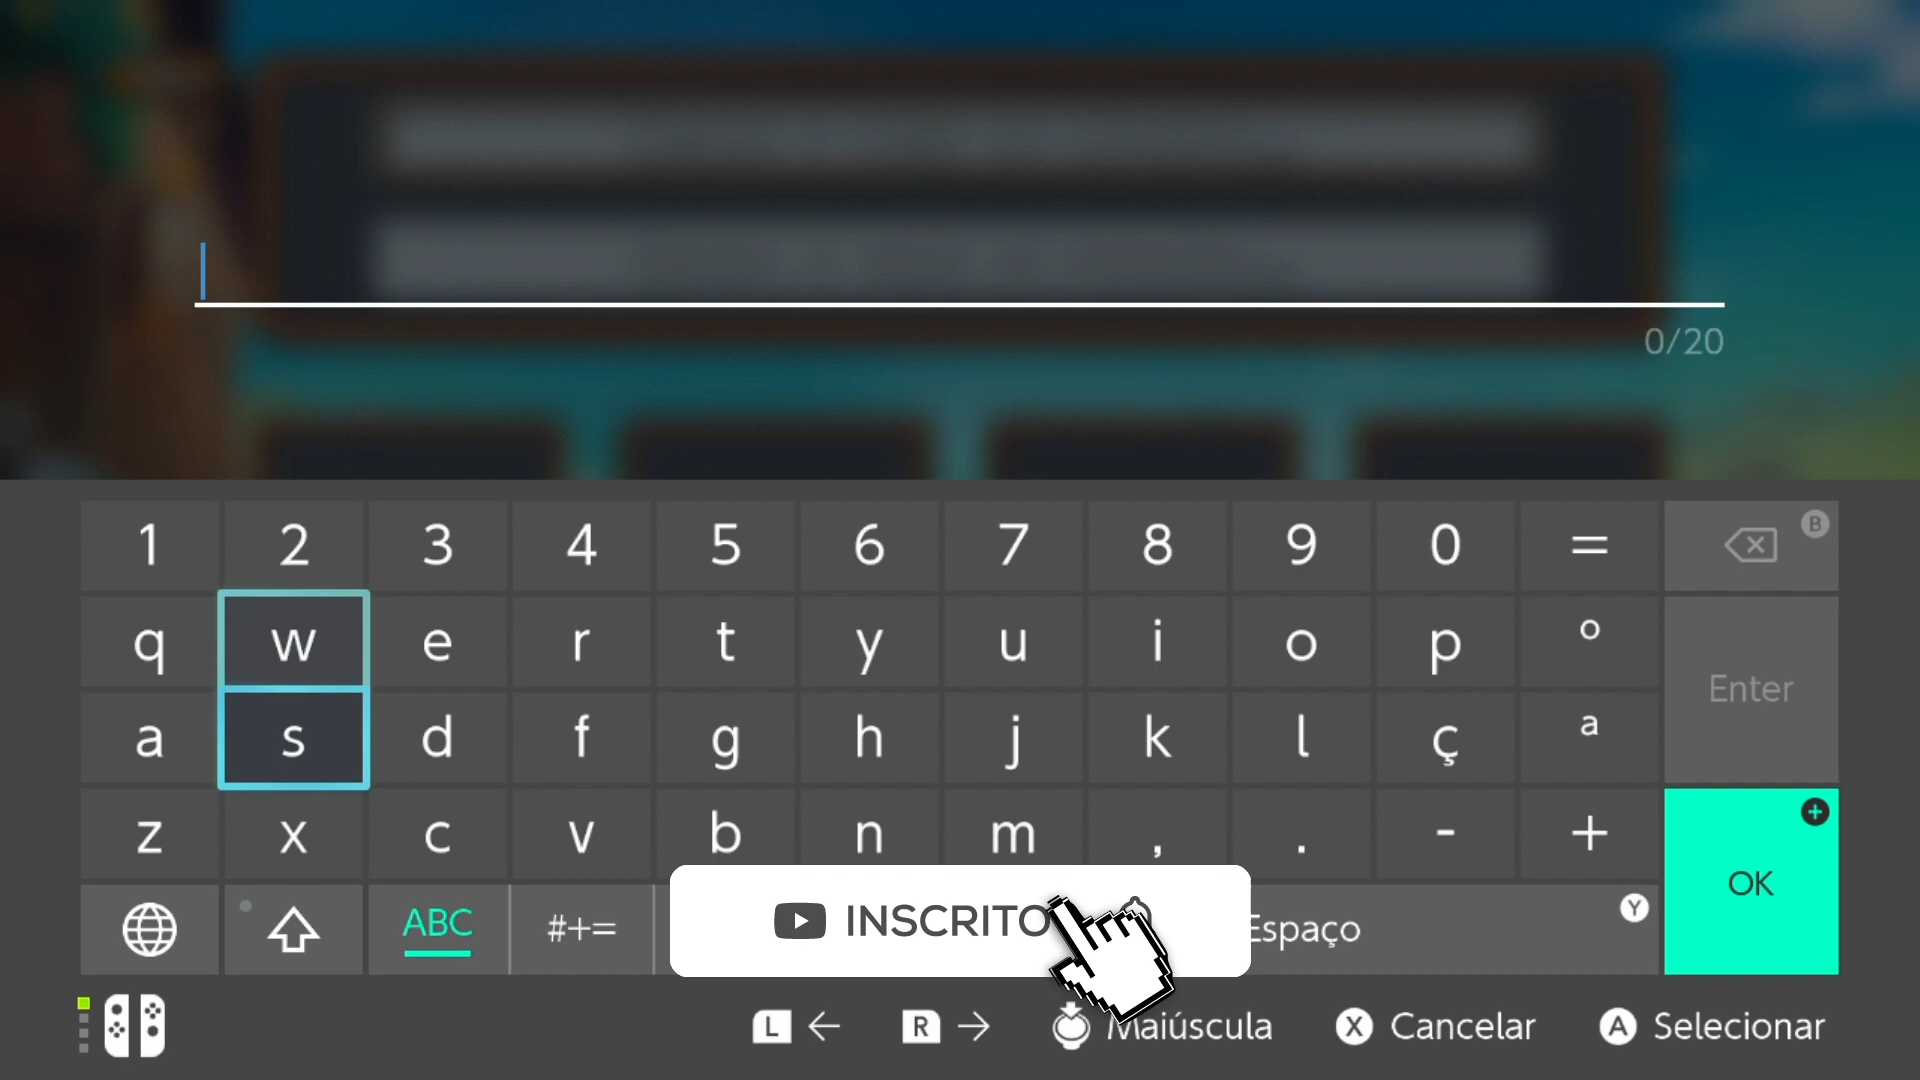 0/20
1 2 3 4 5 6 7 8 9 0 = B
q w e r t y u i o p º
Enter
a s d f g h j k l ç ª
z x c v b n m , . - +
OK
ABC #+= Espaço Y
INSCRITO
L ← R → Maiúscula X Cancelar A Selecionar